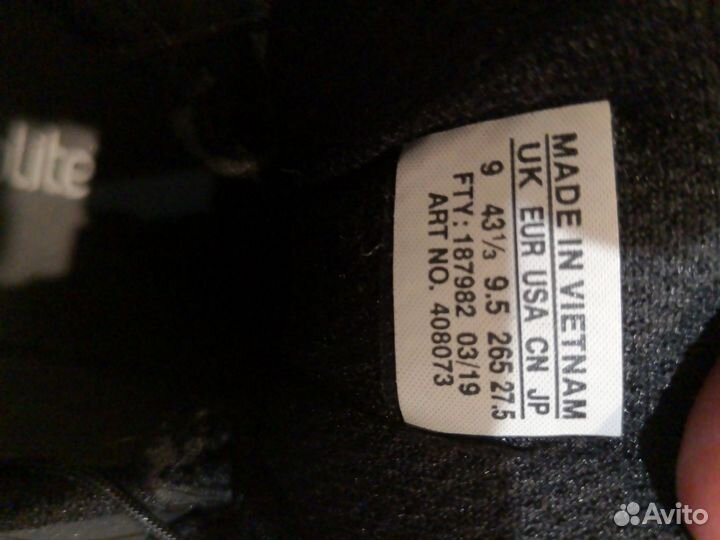 MADE IN VIETNAM
UK EUR USA CN JP
9 43⅓ 9.5 265 27.5
FTY: 187982 03/19
ART NO. 408073
lite
Avito